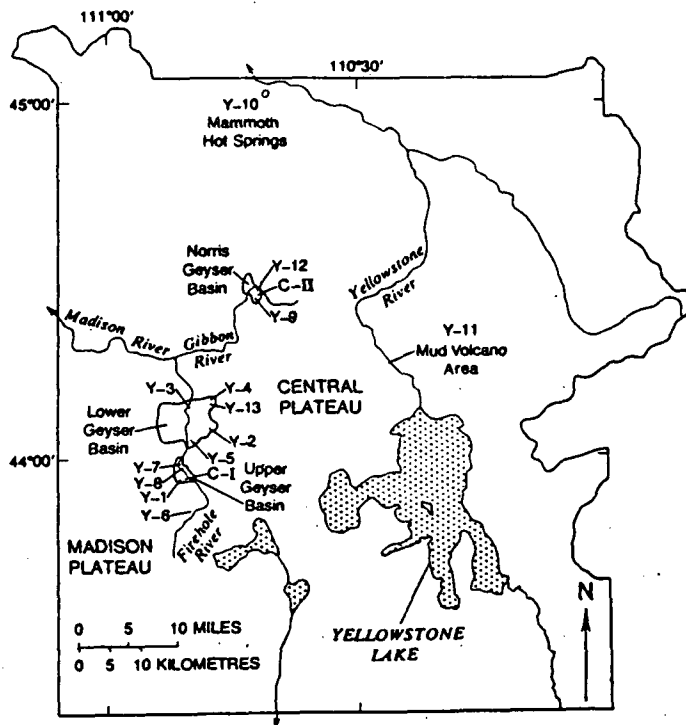 111°00'
110°30'
45°00'
Y-10
Mammoth
Hot Springs
Norris
Geyser
Basin
Y-12
C-II
Y-9
Yellowstone
River
Madison River
Gibbon
River
Y-11
Mud Volcano
Area
Y-3
Y-4
Y-13
CENTRAL
PLATEAU
Lower
Geyser
Basin
Y-2
Y-5
44°00'
Y-7
C-I
Y-8
Y-1
Y-6
Upper
Geyser
Basin
Firehole
River
MADISON
PLATEAU
N
0 5 10 MILES
0 5 10 KILOMETRES
YELLOWSTONE
LAKE